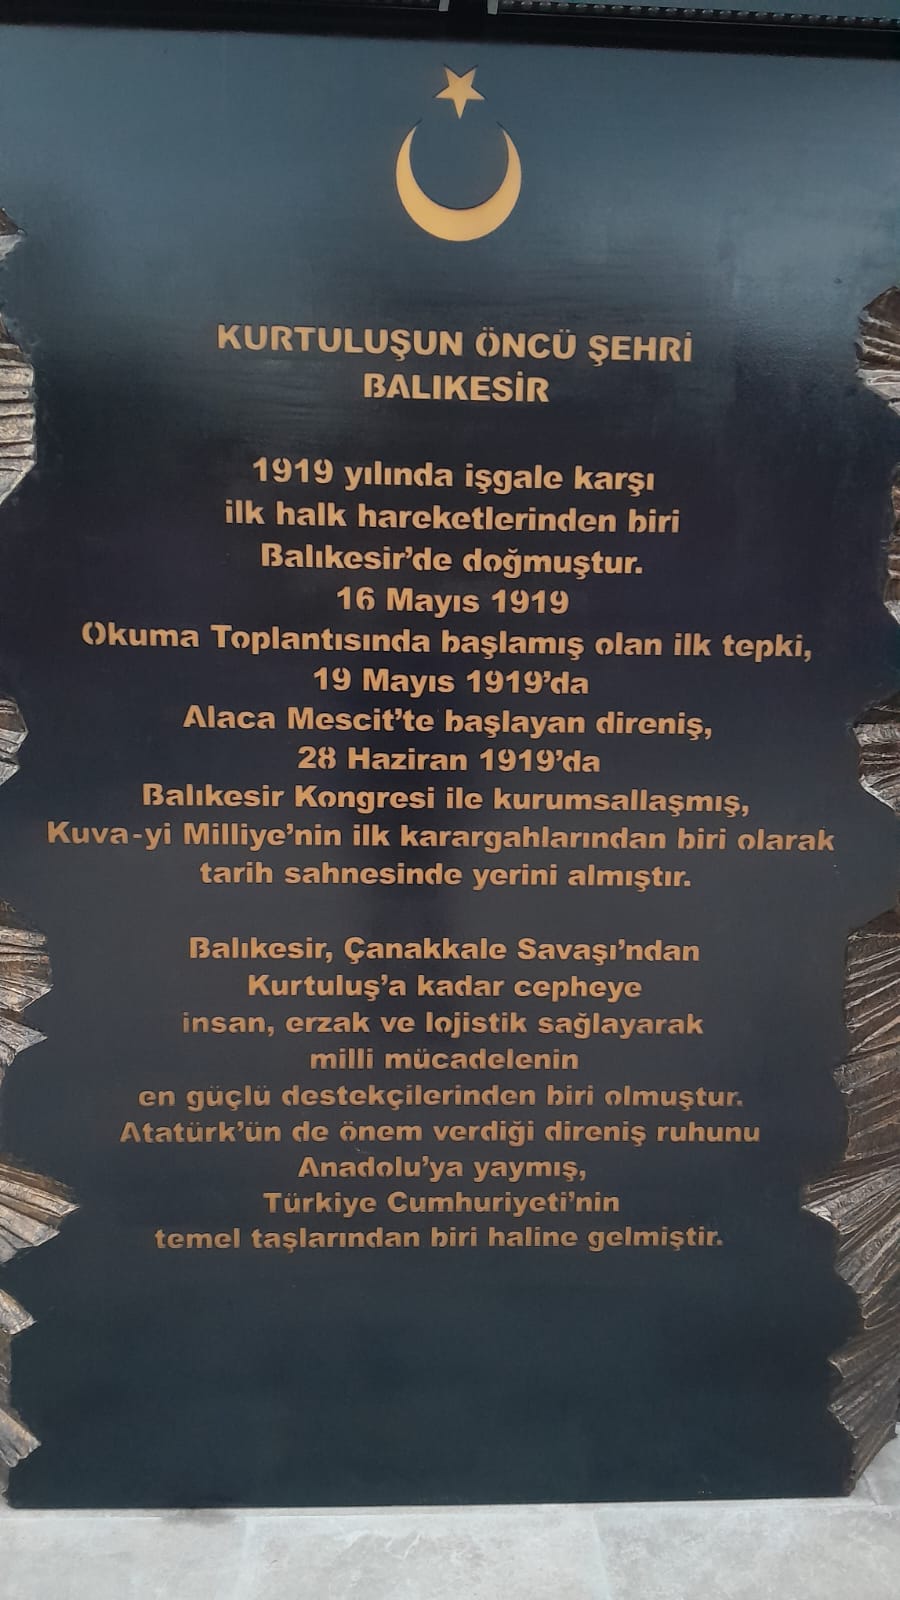 KURTULUŞUN ÖNCÜ ŞEHRİ
BALIKESİR
1919 yılında işgale karşı
ilk halk hareketlerinden biri
Balıkesir’de doğmuştur.
16 Mayıs 1919
Okuma Toplantısında başlamış olan ilk tepki,
19 Mayıs 1919’da
Alaca Mescit’te başlayan direniş,
28 Haziran 1919’da
Balıkesir Kongresi ile kurumsallaşmış,
Kuva-yi Milliye’nin ilk karargahlarından biri olarak
tarih sahnesinde yerini almıştır.
Balıkesir, Çanakkale Savaşı’ndan
Kurtuluş’a kadar cepheye
insan, erzak ve lojistik sağlayarak
milli mücadelenin
en güçlü destekçilerinden biri olmuştur.
Atatürk’ün de önem verdiği direniş ruhunu
Anadolu’ya yaymış,
Türkiye Cumhuriyeti’nin
temel taşlarından biri haline gelmiştir.